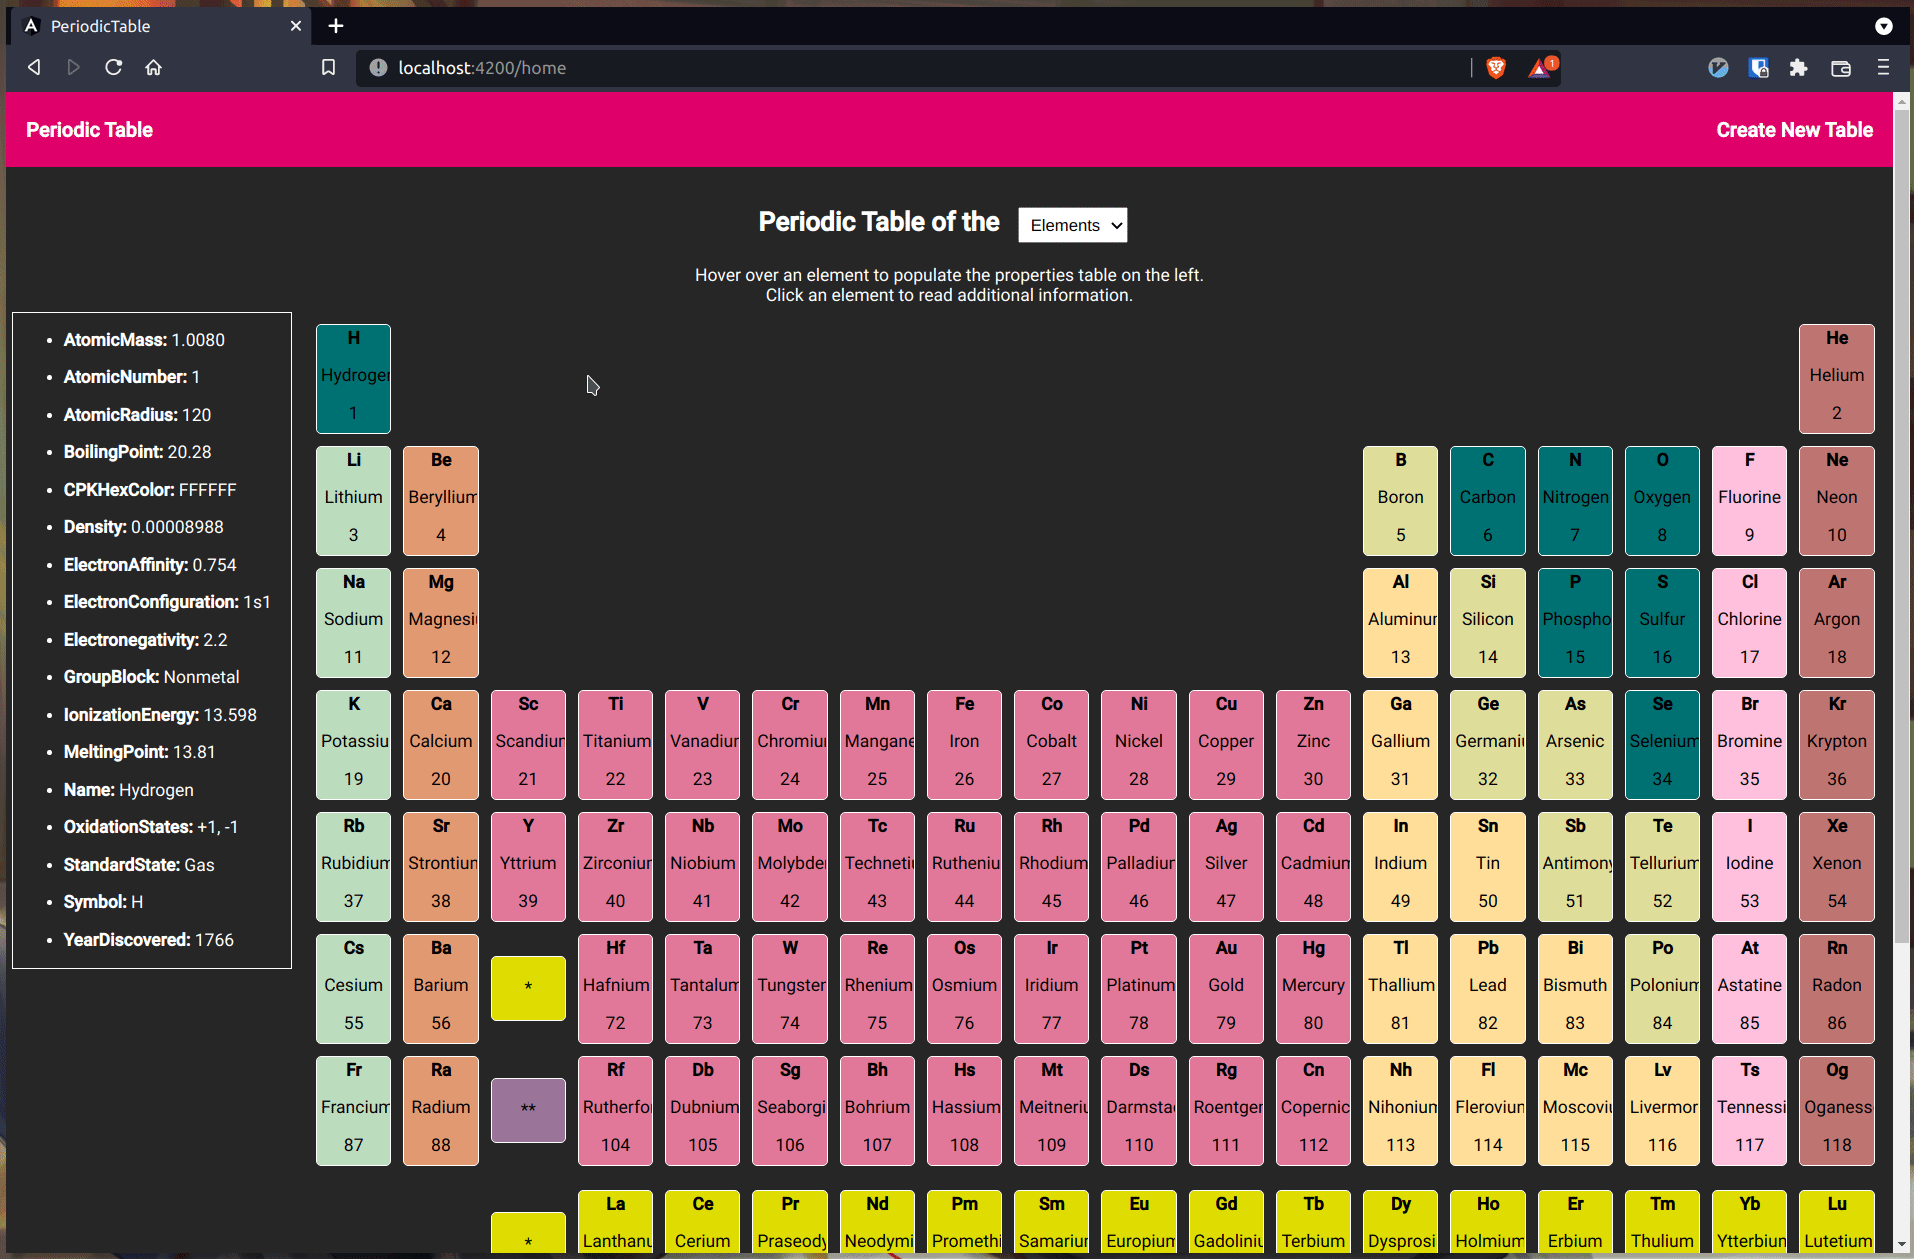 PeriodicTable
localhost:4200/home
1
Periodic Table
Create New Table
Periodic Table of the Elements
Hover over an element to populate the properties table on the left.
Click an element to read additional information.
AtomicMass: 1.0080
AtomicNumber: 1
AtomicRadius: 120
BoilingPoint: 20.28
CPKHexColor: FFFFFF
Density: 0.00008988
ElectronAffinity: 0.754
ElectronConfiguration: 1s1
Electronegativity: 2.2
GroupBlock: Nonmetal
IonizationEnergy: 13.598
MeltingPoint: 13.81
Name: Hydrogen
OxidationStates: +1, -1
StandardState: Gas
Symbol: H
YearDiscovered: 1766
H He
Hydrogen Helium
1 2
Li Be B C N O F Ne
Lithium Beryllium Boron Carbon Nitrogen Oxygen Fluorine Neon
3 4 5 6 7 8 9 10
Na Mg Al Si P S Cl Ar
Sodium Magnesi Aluminur Silicon Phospho Sulfur Chlorine Argon
11 12 13 14 15 16 17 18
K Ca Sc Ti V Cr Mn Fe Co Ni Cu Zn Ga Ge As Se Br Kr
Potassiu Calcium Scandiur Titanium Vanadiur Chromiu Mangane Iron Cobalt Nickel Copper Zinc Gallium Germani Arsenic Selenium Bromine Krypton
19 20 21 22 23 24 25 26 27 28 29 30 31 32 33 34 35 36
Rb Sr Y Zr Nb Mo Tc Ru Rh Pd Ag Cd In Sn Sb Te I Xe
Rubidium Strontiun Yttrium Zirconiur Niobium Molybde Techneti Rutheniu Rhodium Palladiur Silver Cadmium Indium Tin Antimony Tellurium Iodine Xenon
37 38 39 40 41 42 43 44 45 46 47 48 49 50 51 52 53 54
Cs Ba * Hf Ta W Re Os Ir Pt Au Hg Tl Pb Bi Po At Rn
Cesium Barium Hafnium Tantalum Tungster Rhenium Osmium Iridium Platinum Gold Mercury Thallium Lead Bismuth Polonium Astatine Radon
55 56 72 73 74 75 76 77 78 79 80 81 82 83 84 85 86
Fr Ra ** Rf Db Sg Bh Hs Mt Ds Rg Cn Nh Fl Mc Lv Ts Og
Francium Radium Rutherfo Dubnium Seaborgi Bohrium Hassium Meitneriu Darmsta Roentger Copernic Nihoniun Fleroviur Moscoviu Livermor Tennessi Oganess
87 88 104 105 106 107 108 109 110 111 112 113 114 115 116 117 118
La Ce Pr Nd Pm Sm Eu Gd Tb Dy Ho Er Tm Yb Lu
* Lanthanu Cerium Praseody Neodymi Promethi Samariur Europium Gadoliniu Terbium Dysprosi Holmium Erbium Thulium Ytterbiun Lutetium